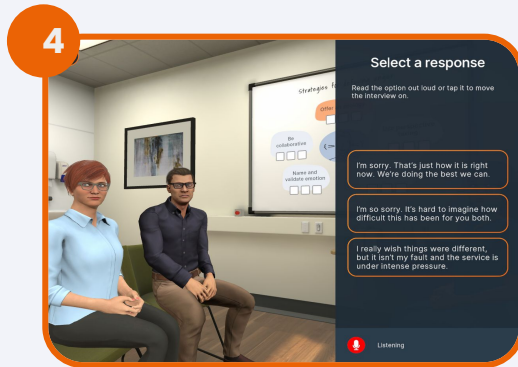 4
Select a response
Read the option out loud or tap it to move
the interview on.
Strategies
Offer
Be
collaborative
Name and
validate emotion
I'm sorry. That's just how it is right
now. We're doing the best we can.
I'm so sorry. It's hard to imagine how
difficult this has been for you both.
I really wish things were different,
but it isn't my fault and the service is
under intense pressure.
Listening